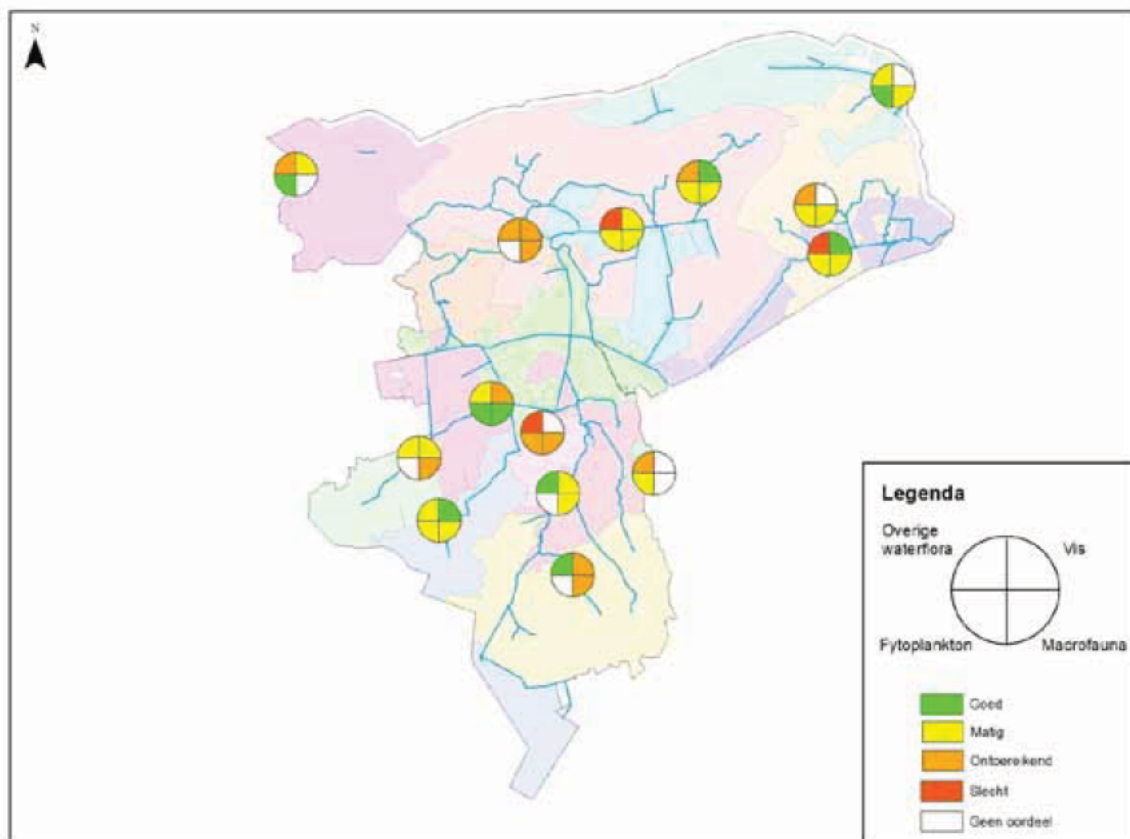 N
Legenda
Overige
waterflora
Vis
Fytoplankton
Macrofauna
Goed
Matig
Ontoereikend
Slecht
Geen oordeel